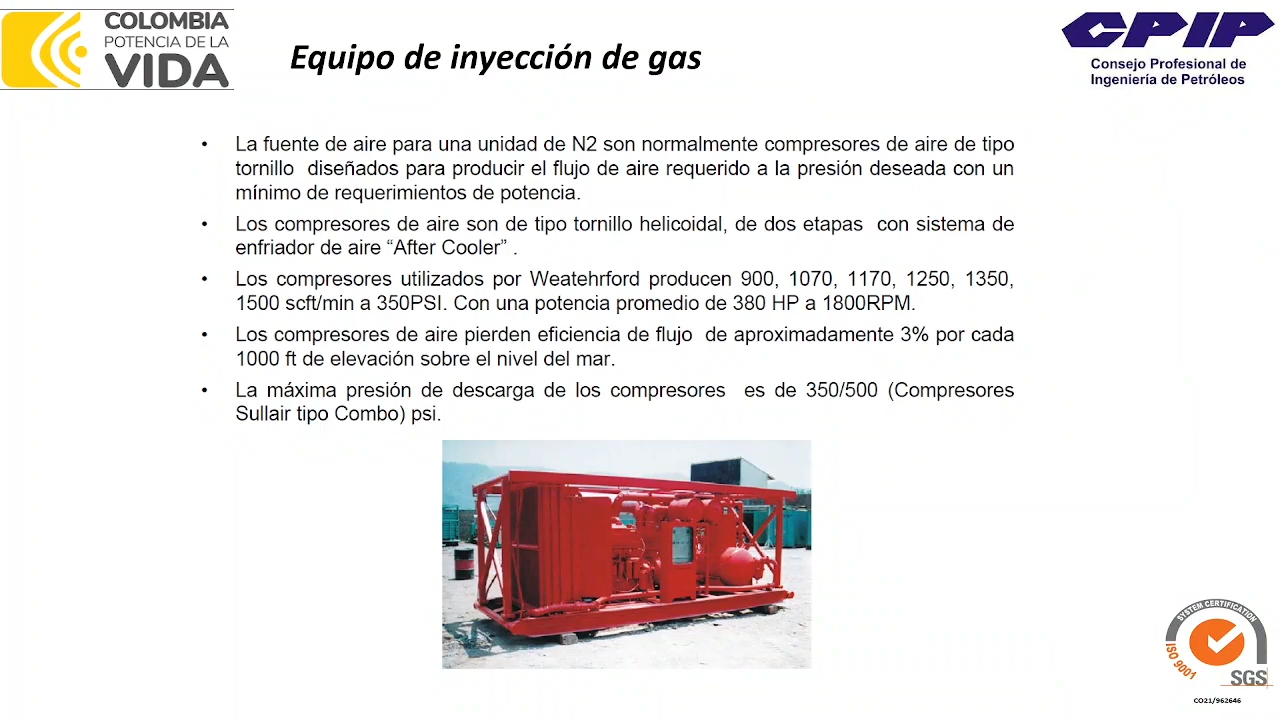 COLOMBIA
POTENCIA DE LA
VIDA
Equipo de inyección de gas
CPIP
Consejo Profesional de
Ingeniería de Petróleos
• La fuente de aire para una unidad de N2 son normalmente compresores de aire de tipo
tornillo diseñados para producir el flujo de aire requerido a la presión deseada con un
mínimo de requerimientos de potencia.
• Los compresores de aire son de tipo tornillo helicoidal, de dos etapas con sistema de
enfriador de aire “After Cooler” .
• Los compresores utilizados por Weatehrford producen 900, 1070, 1170, 1250, 1350,
1500 scft/min a 350PSI. Con una potencia promedio de 380 HP a 1800RPM.
• Los compresores de aire pierden eficiencia de flujo de aproximadamente 3% por cada
1000 ft de elevación sobre el nivel del mar.
• La máxima presión de descarga de los compresores es de 350/500 (Compresores
Sullair tipo Combo) psi.
SYSTEM CERTIFICATION
ISO 9001
SGS
CO21/962646